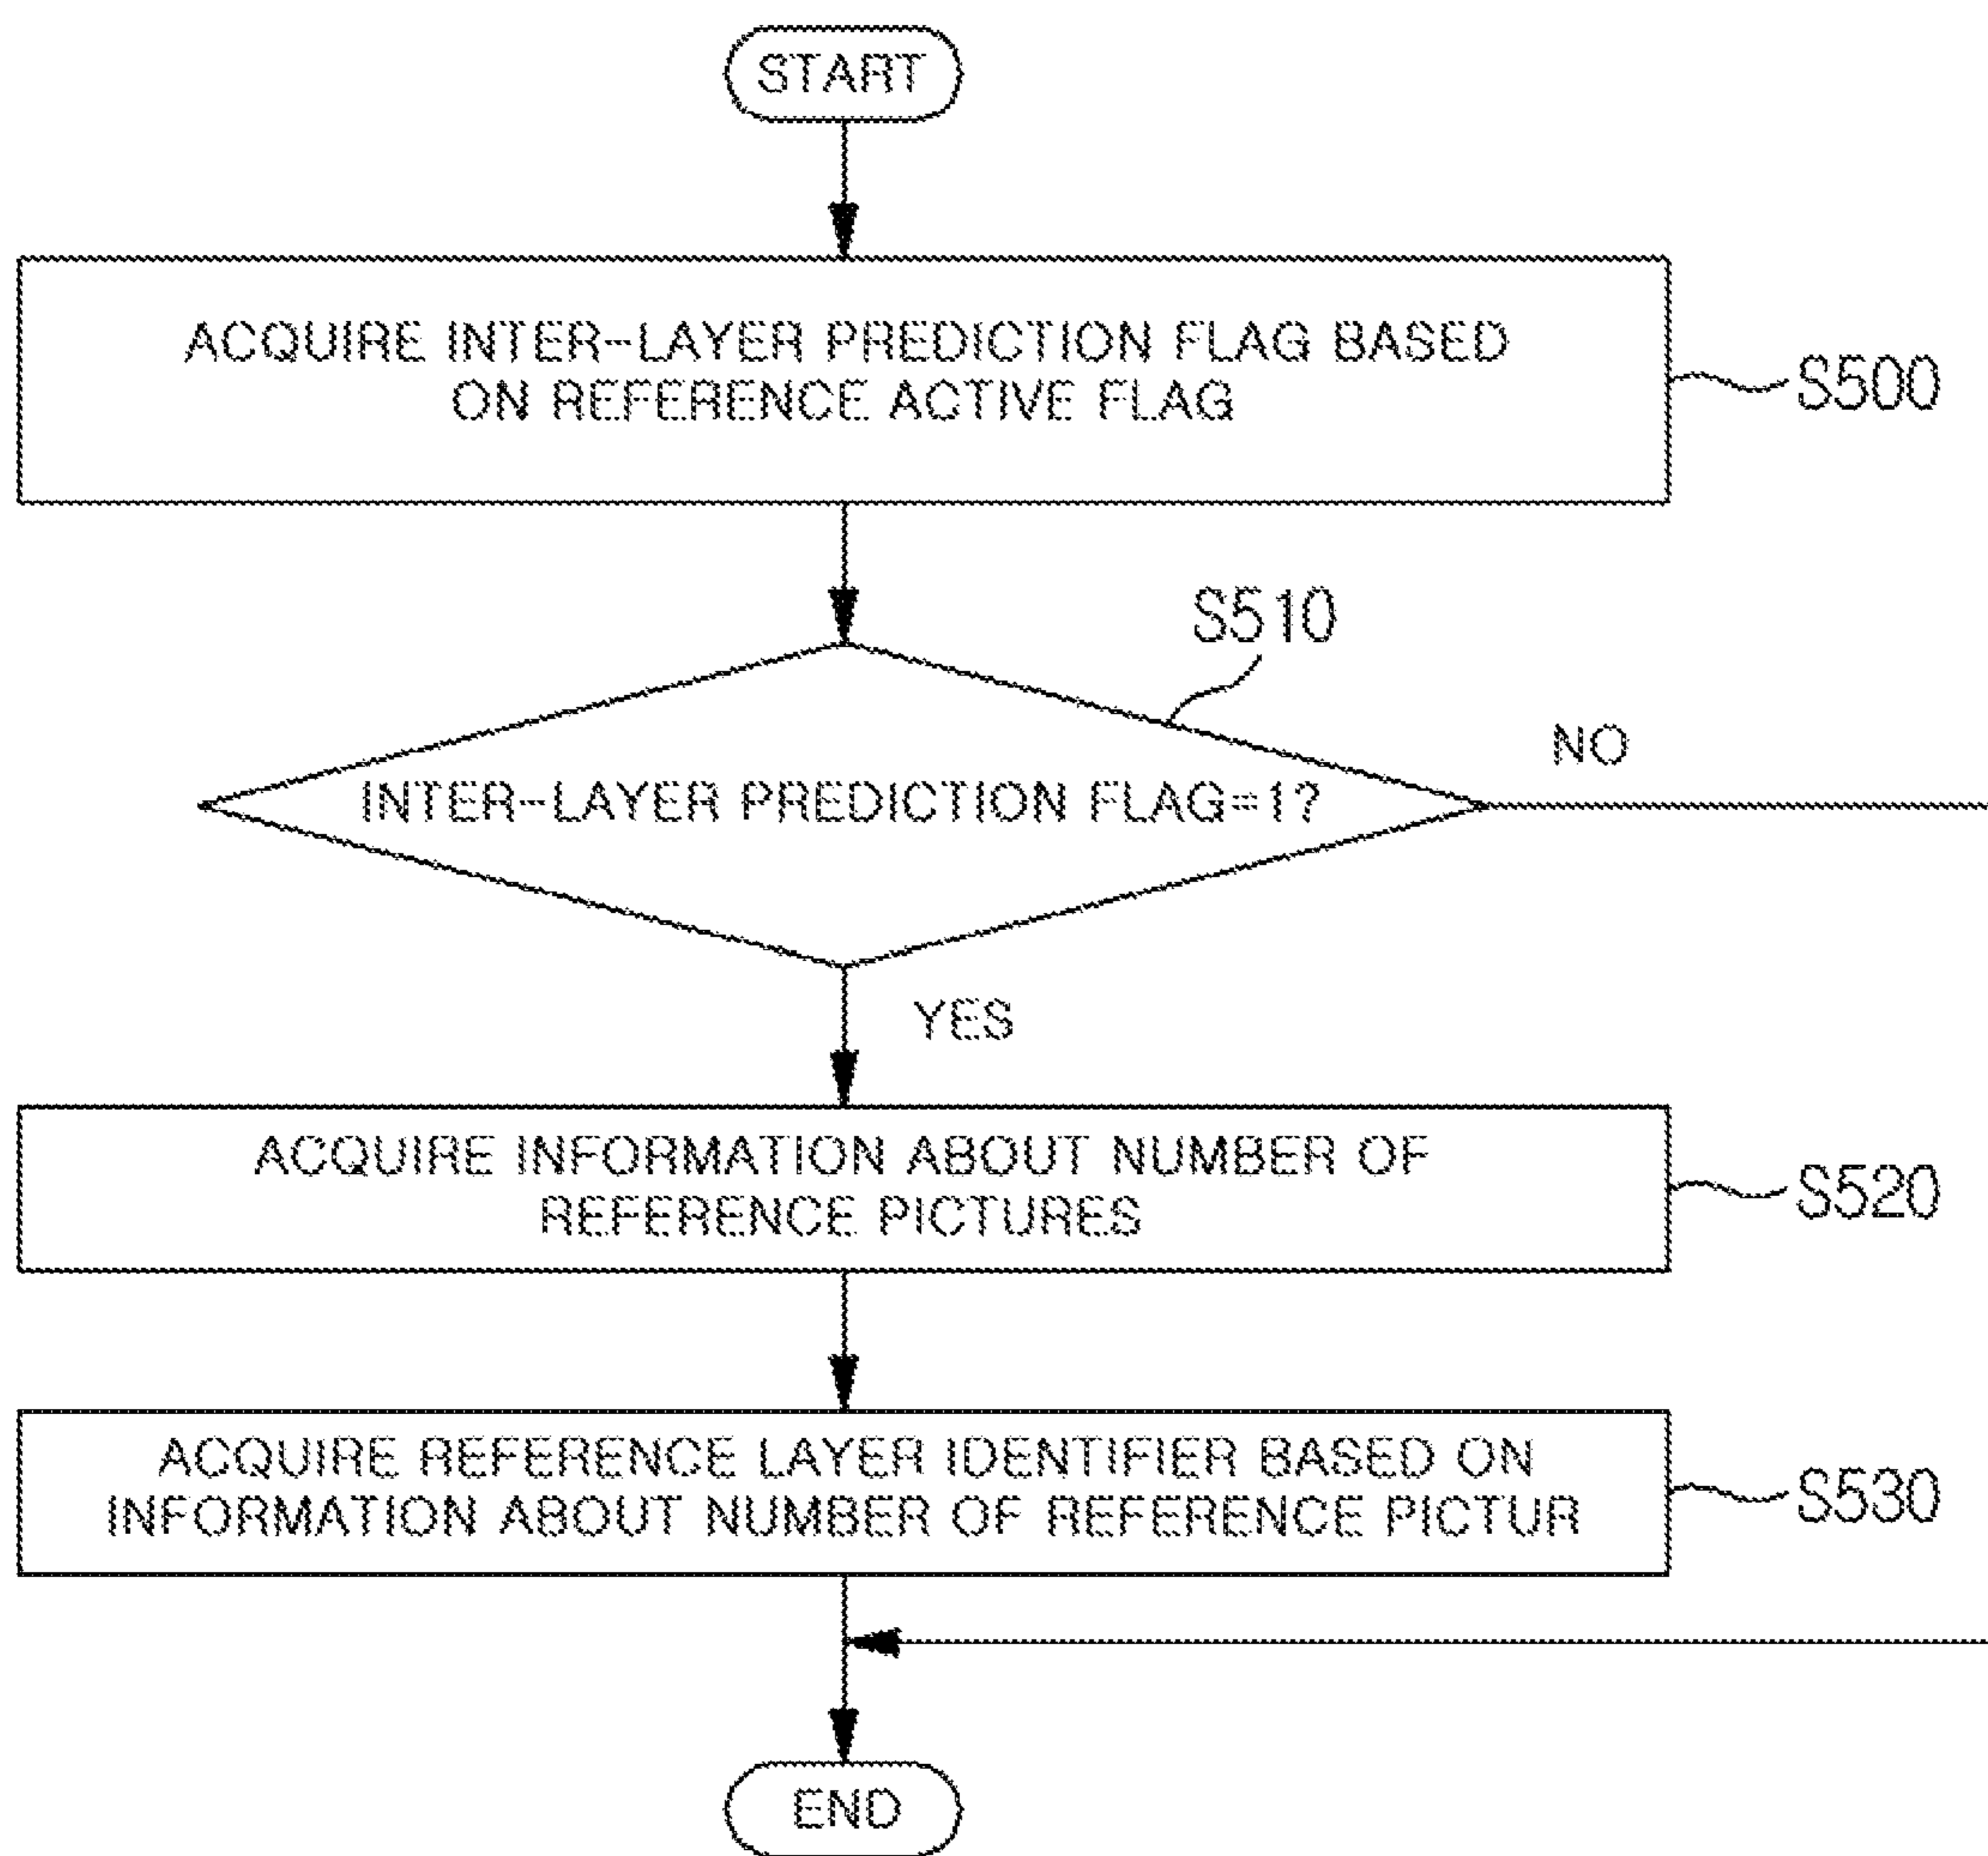 START
ACQUIRE INTER-LAYER PREDICTION FLAG BASED
ON REFERENCE ACTIVE FLAG
S500
S510
INTER-LAYER PREDICTION FLAG=1?
NO
YES
ACQUIRE INFORMATION ABOUT NUMBER OF
REFERENCE PICTURES
S520
ACQUIRE REFERENCE LAYER IDENTIFIER BASED ON
INFORMATION ABOUT NUMBER OF REFERENCE PICTUR
S530
END